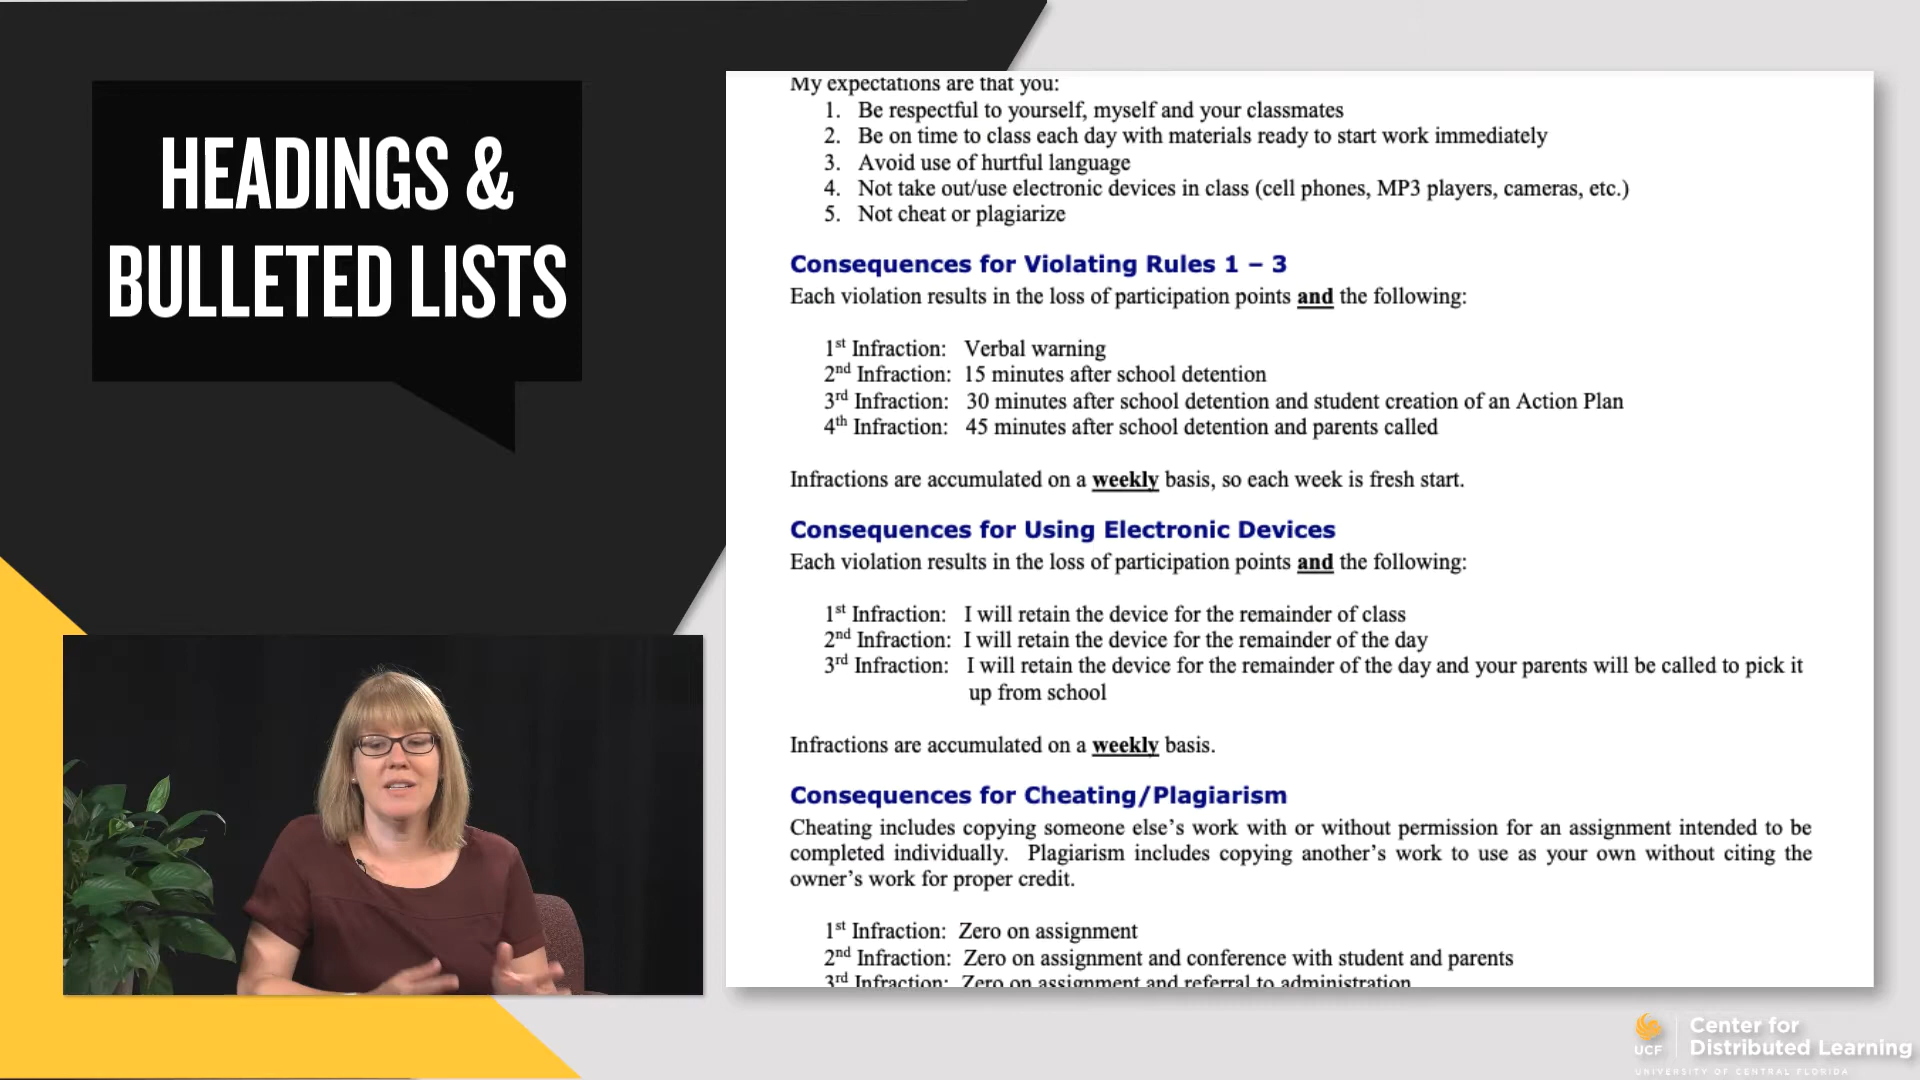 HEADINGS &
BULLETED LISTS
My expectations are that you:
1. Be respectful to yourself, myself and your classmates
2. Be on time to class each day with materials ready to start work immediately
3. Avoid use of hurtful language
4. Not take out/use electronic devices in class (cell phones, MP3 players, cameras, etc.)
5. Not cheat or plagiarize
Consequences for Violating Rules 1 – 3
Each violation results in the loss of participation points and the following:
1st Infraction: Verbal warning
2nd Infraction: 15 minutes after school detention
3rd Infraction: 30 minutes after school detention and student creation of an Action Plan
4th Infraction: 45 minutes after school detention and parents called
Infractions are accumulated on a weekly basis, so each week is fresh start.
Consequences for Using Electronic Devices
Each violation results in the loss of participation points and the following:
1st Infraction: I will retain the device for the remainder of class
2nd Infraction: I will retain the device for the remainder of the day
3rd Infraction: I will retain the device for the remainder of the day and your parents will be called to pick it
up from school
Infractions are accumulated on a weekly basis.
Consequences for Cheating/Plagiarism
Cheating includes copying someone else’s work with or without permission for an assignment intended to be
completed individually. Plagiarism includes copying another’s work to use as your own without citing the
owner’s work for proper credit.
1st Infraction: Zero on assignment
2nd Infraction: Zero on assignment and conference with student and parents
3rd Infraction: Zero on assignment and referral to administration
UCF
Center for
Distributed Learning
UNIVERSITY OF CENTRAL FLORIDA